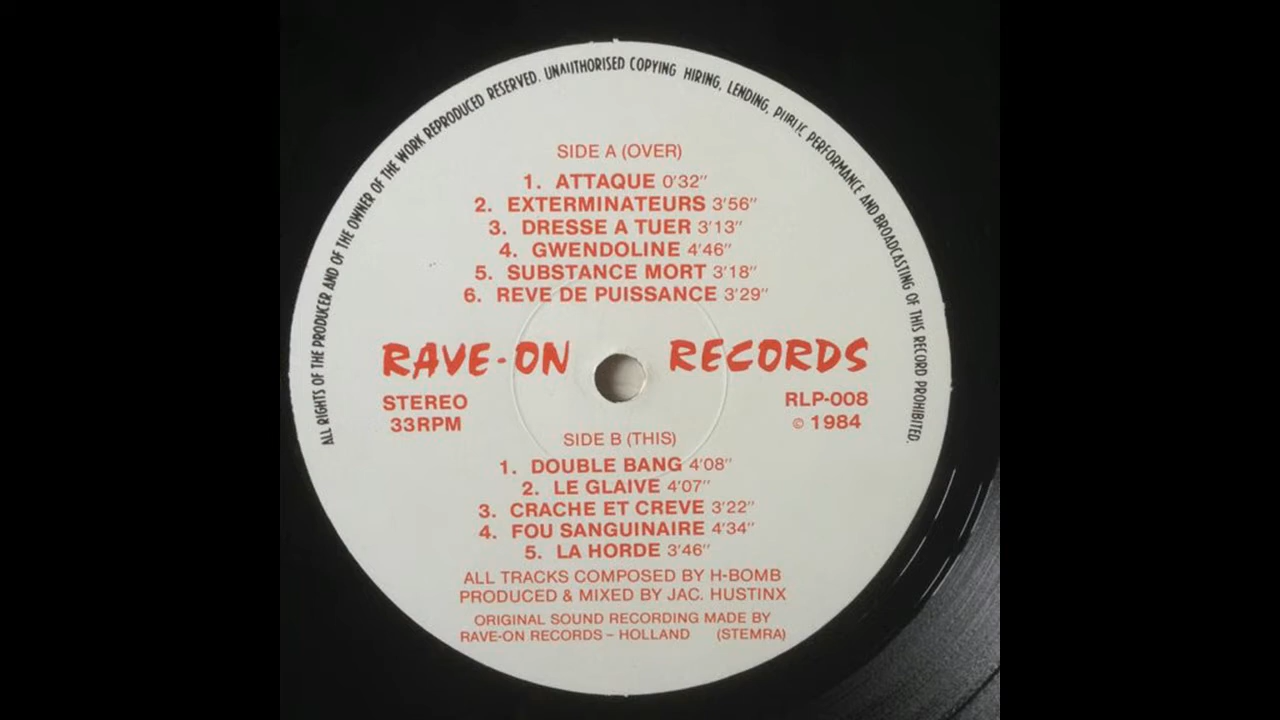 ALL RIGHTS OF THE PRODUCER AND OF THE OWNER OF THE WORK REPRODUCED RESERVED. UNAUTHORISED COPYING HIRING, LENDING, PUBLIC PERFORMANCE AND BROADCASTING OF THIS RECORD PROHIBITED.
SIDE A (OVER)
1. ATTAQUE 0'32"
2. EXTERMINATEURS 3'56"
3. DRESSE A TUER 3'13"
4. GWENDOLINE 4'46"
5. SUBSTANCE MORT 3'18"
6. REVE DE PUISSANCE 3'29"
RAVE-ON RECORDS
STEREO RLP-008
33RPM © 1984
SIDE B (THIS)
1. DOUBLE BANG 4'08"
2. LE GLAIVE 4'07"
3. CRACHE ET CREVE 3'22"
4. FOU SANGUINAIRE 4'34"
5. LA HORDE 3'46"
ALL TRACKS COMPOSED BY H-BOMB
PRODUCED & MIXED BY JAC. HUSTINX
ORIGINAL SOUND RECORDING MADE BY
RAVE-ON RECORDS – HOLLAND (STEMRA)